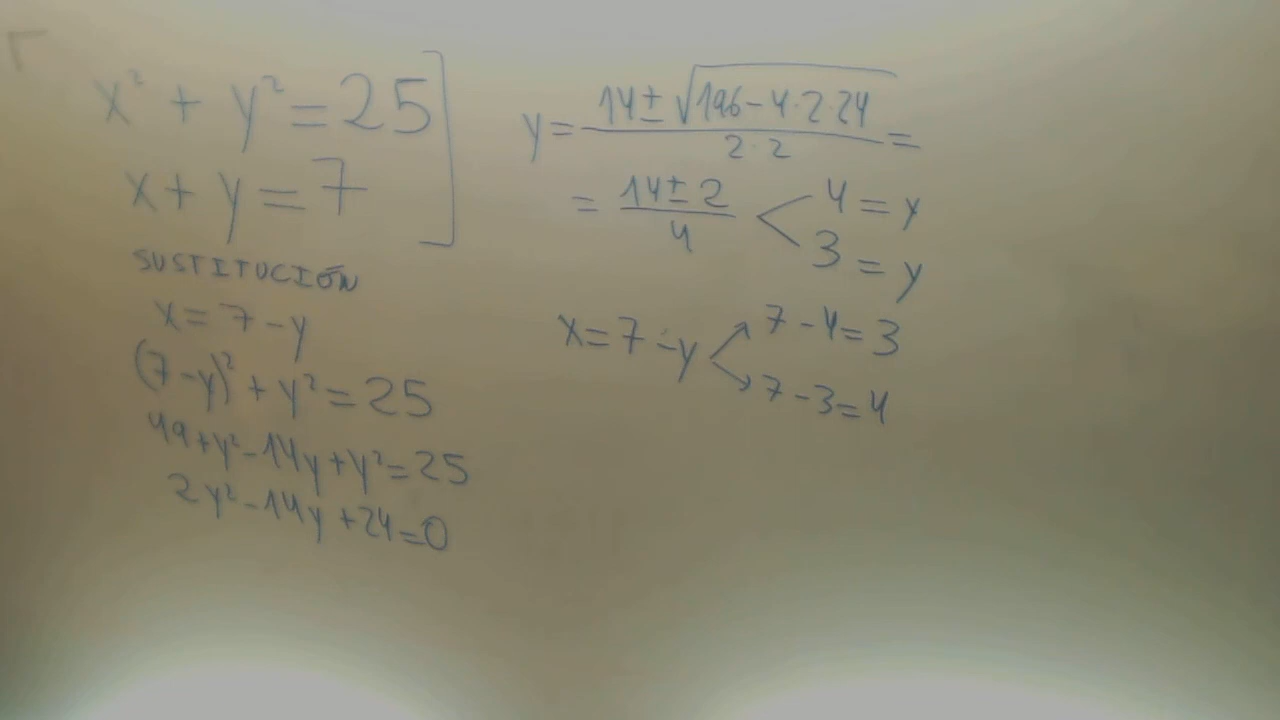 x² + y² = 25
x + y = 7
SUSTITUCIÓN
x = 7 - y
(7 - y)² + y² = 25
49 + y² - 14y + y² = 25
2y² - 14y + 24 = 0
y = (14 ± √(196 - 4·2·24)) / (2·2) =
= (14 ± 2) / 4 < 4 = y
3 = y
x = 7 - y ↗ 7 - 4 = 3
↘ 7 - 3 = 4